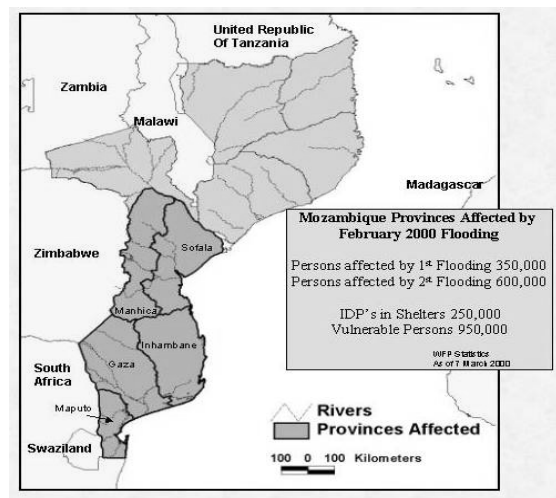 United Republic
Of Tanzania
Zambia
Malawi
Madagascar
Mozambique Provinces Affected by
February 2000 Flooding
Persons affected by 1st Flooding 350,000
Persons affected by 2st Flooding 600,000
IDP's in Shelters 250,000
Vulnerable Persons 950,000
WFP Statistics
As of 7 March 2000
Sofala
Zimbabwe
Manhica
Inhambane
Gaza
South
Africa
Maputo
Swaziland
Rivers
Provinces Affected
100 0 100 Kilometers